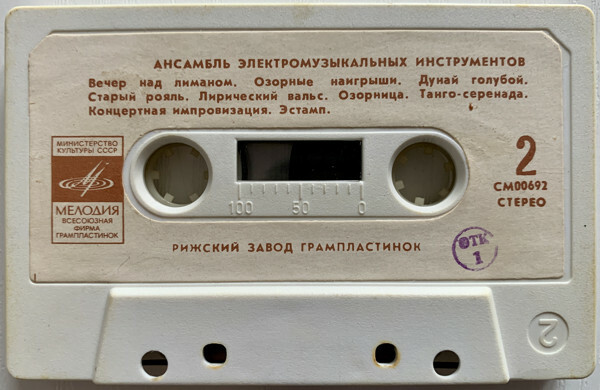 АНСАМБЛЬ ЭЛЕКТРОМУЗЫКАЛЬНЫХ ИНСТРУМЕНТОВ
Вечер над лиманом. Озорные наигрыши. Дунай голубой.
Старый рояль. Лирический вальс. Озорница. Танго-серенада.
Концертная импровизация. Эстамп.
МИНИСТЕРСТВО
КУЛЬТУРЫ СССР
МЕЛОДИЯ
ВСЕСОЮЗНАЯ
ФИРМА
ГРАМПЛАСТИНОК
2
СМ00692
СТЕРЕО
100 50 0
РИЖСКИЙ ЗАВОД ГРАМПЛАСТИНОК
ОТК
1
2